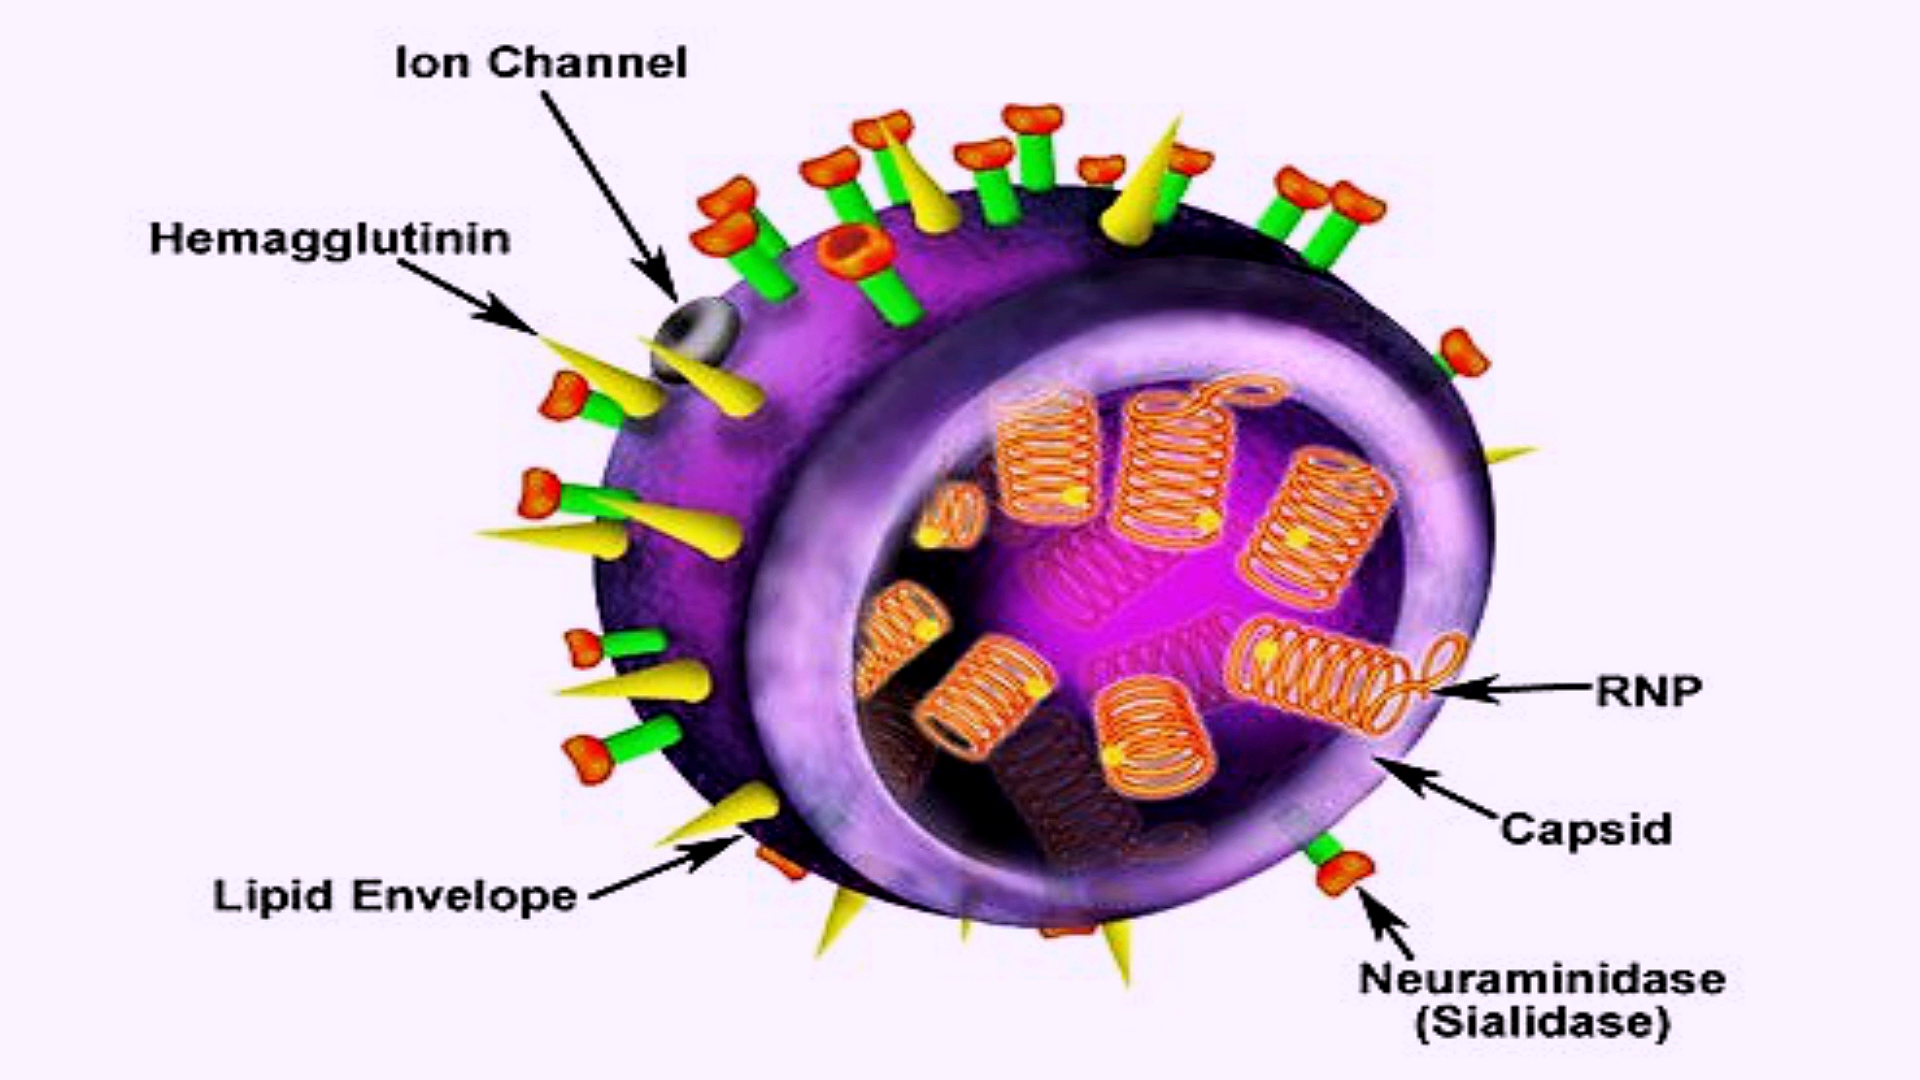 Ion Channel
Hemagglutinin
RNP
Capsid
Lipid Envelope
Neuraminidase
(Sialidase)